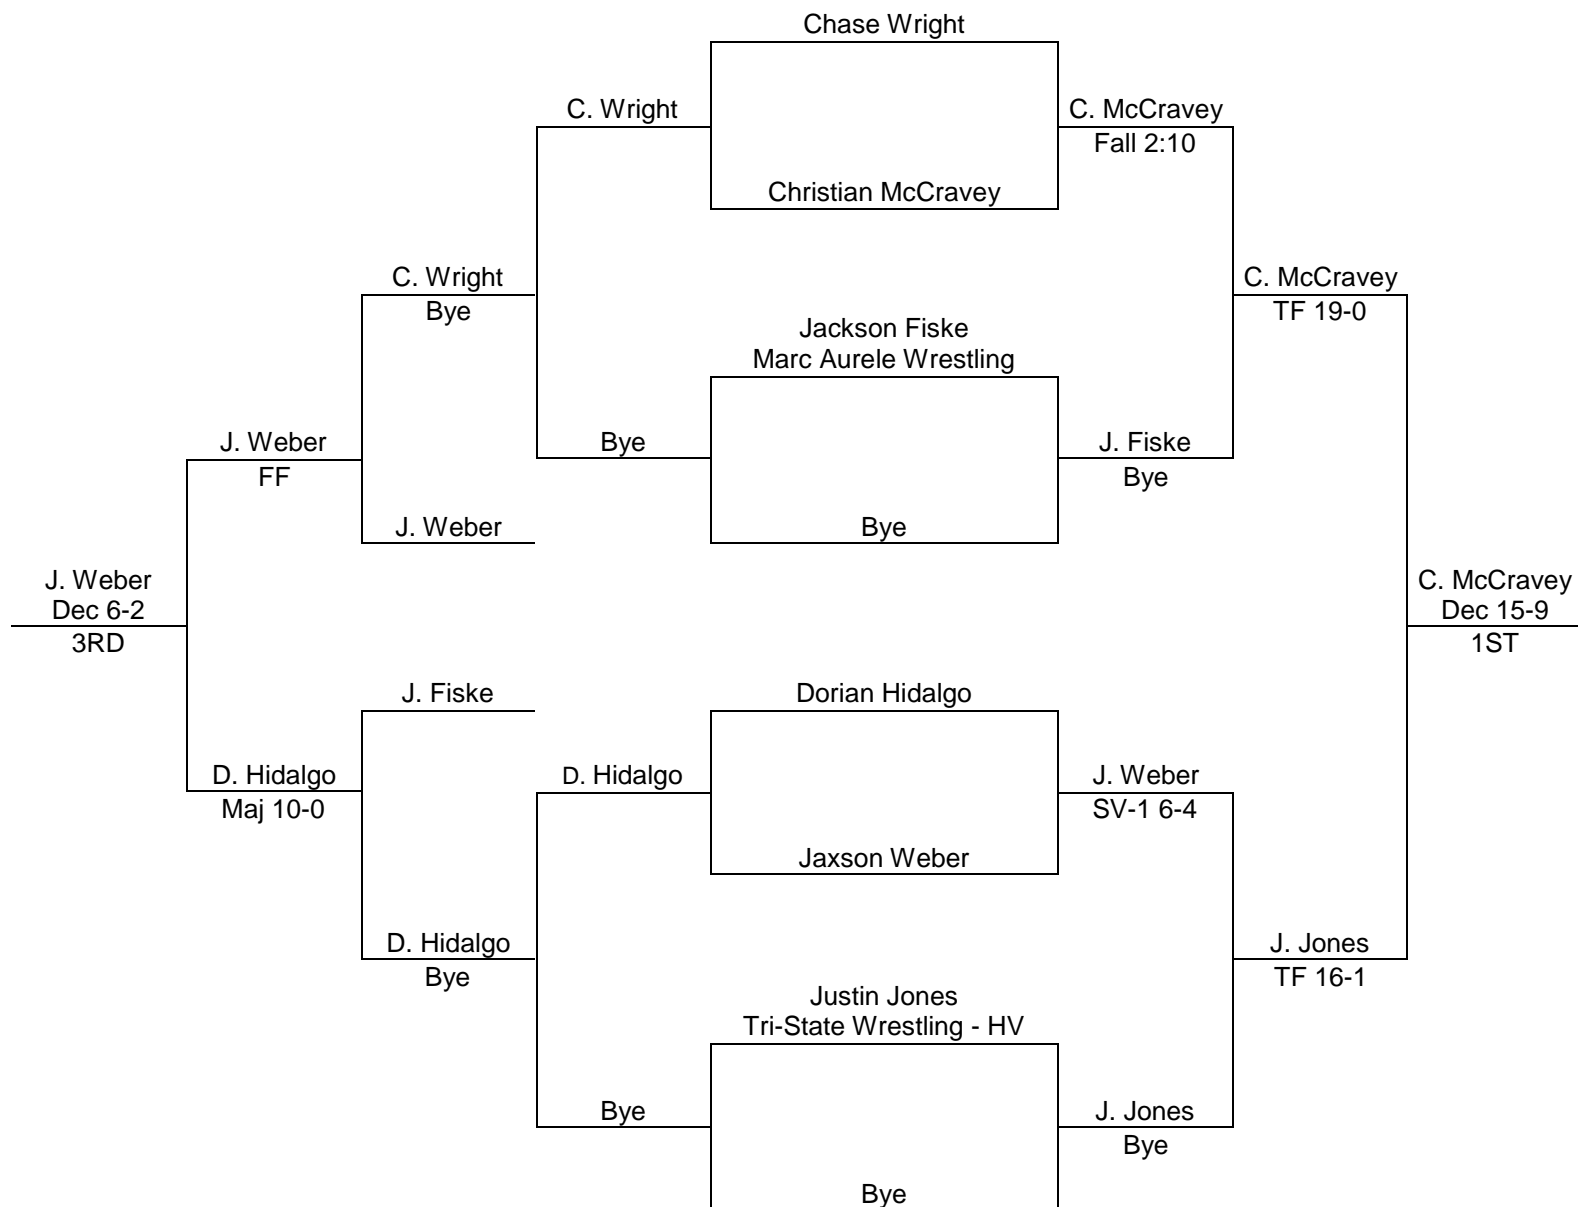 Chase Wright
C. Wright
C. McCravey
Fall 2:10
Christian McCravey
C. Wright
Bye
C. McCravey
TF 19-0
Jackson Fiske
Marc Aurele Wrestling
J. Weber
FF
Bye
J. Fiske
Bye
J. Weber
Bye
J. Weber
Dec 6-2
3RD
C. McCravey
Dec 15-9
1ST
J. Fiske
Dorian Hidalgo
D. Hidalgo
Maj 10-0
D. Hidalgo
J. Weber
SV-1 6-4
Jaxson Weber
D. Hidalgo
Bye
J. Jones
TF 16-1
Justin Jones
Tri-State Wrestling - HV
Bye
J. Jones
Bye
Bye